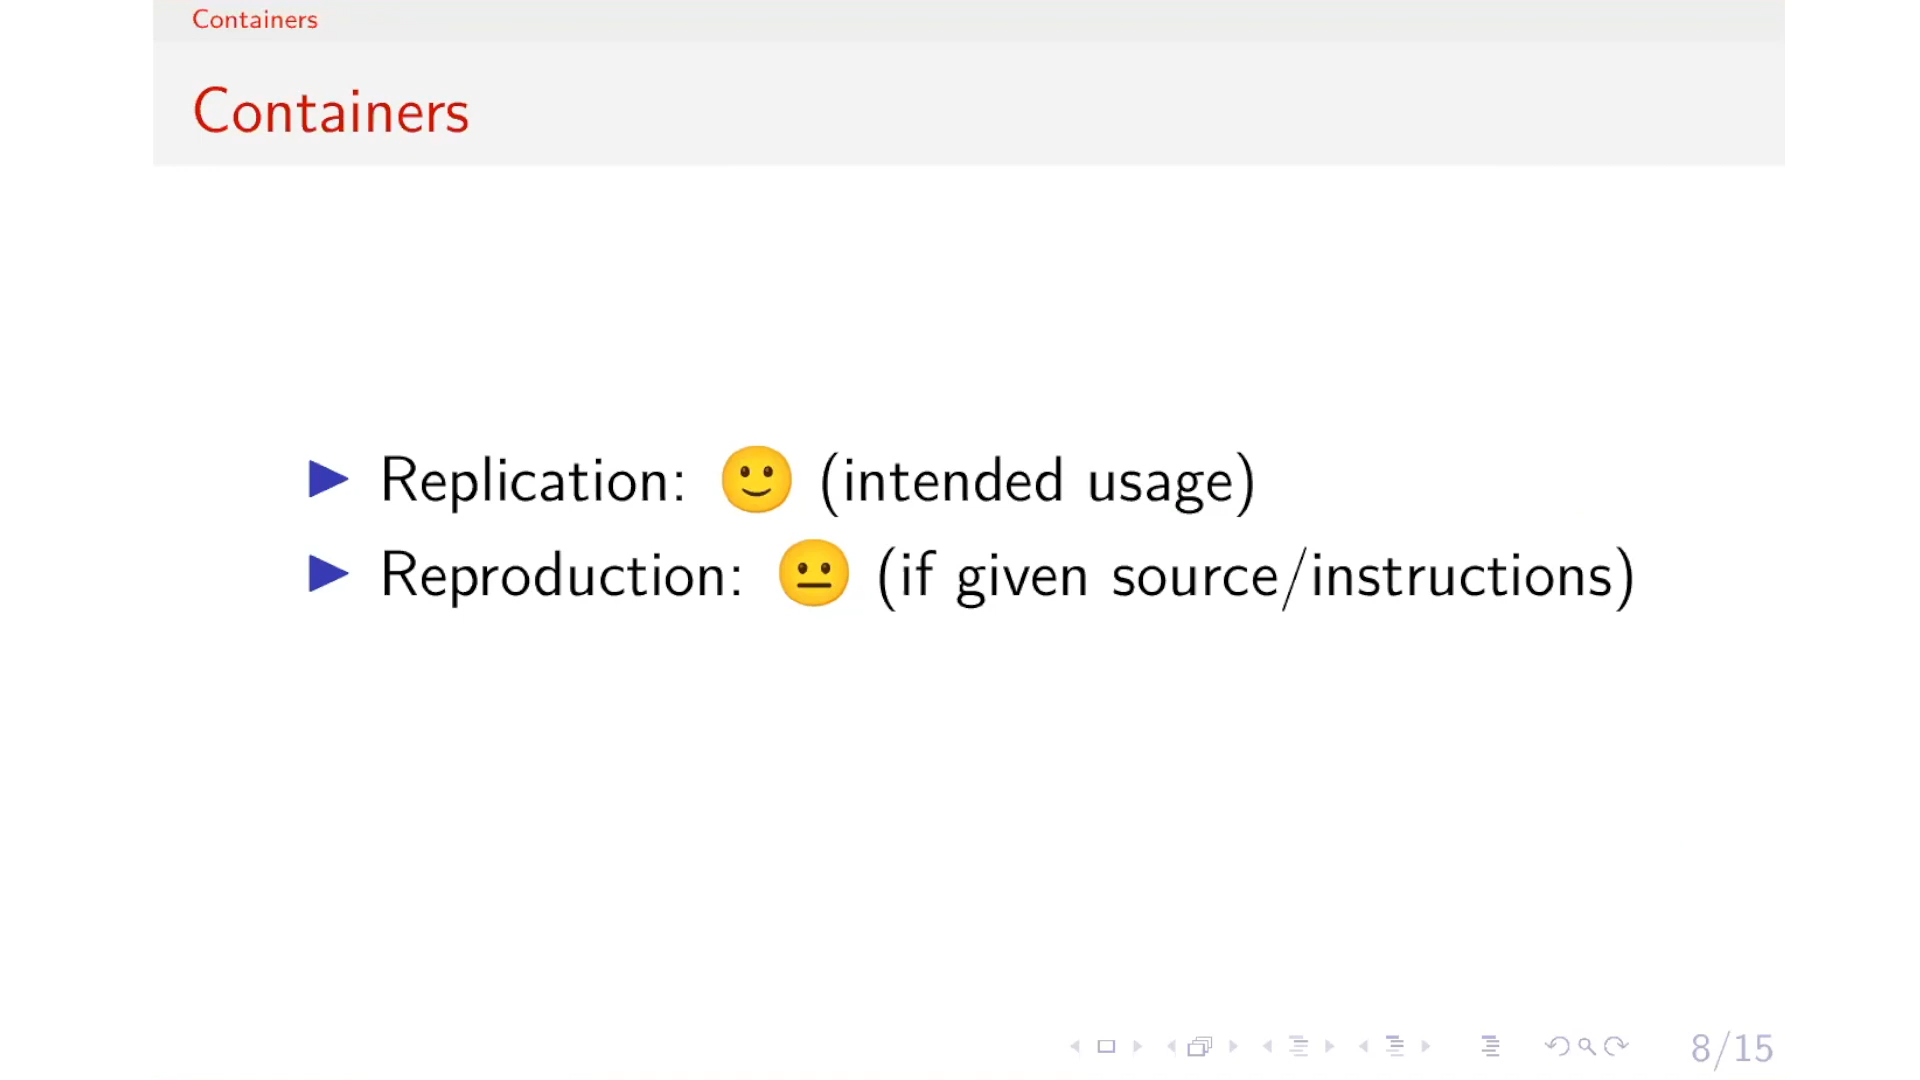 Containers
Containers
Replication: 🙂 (intended usage)
Reproduction: 😐 (if given source/instructions)
8/15